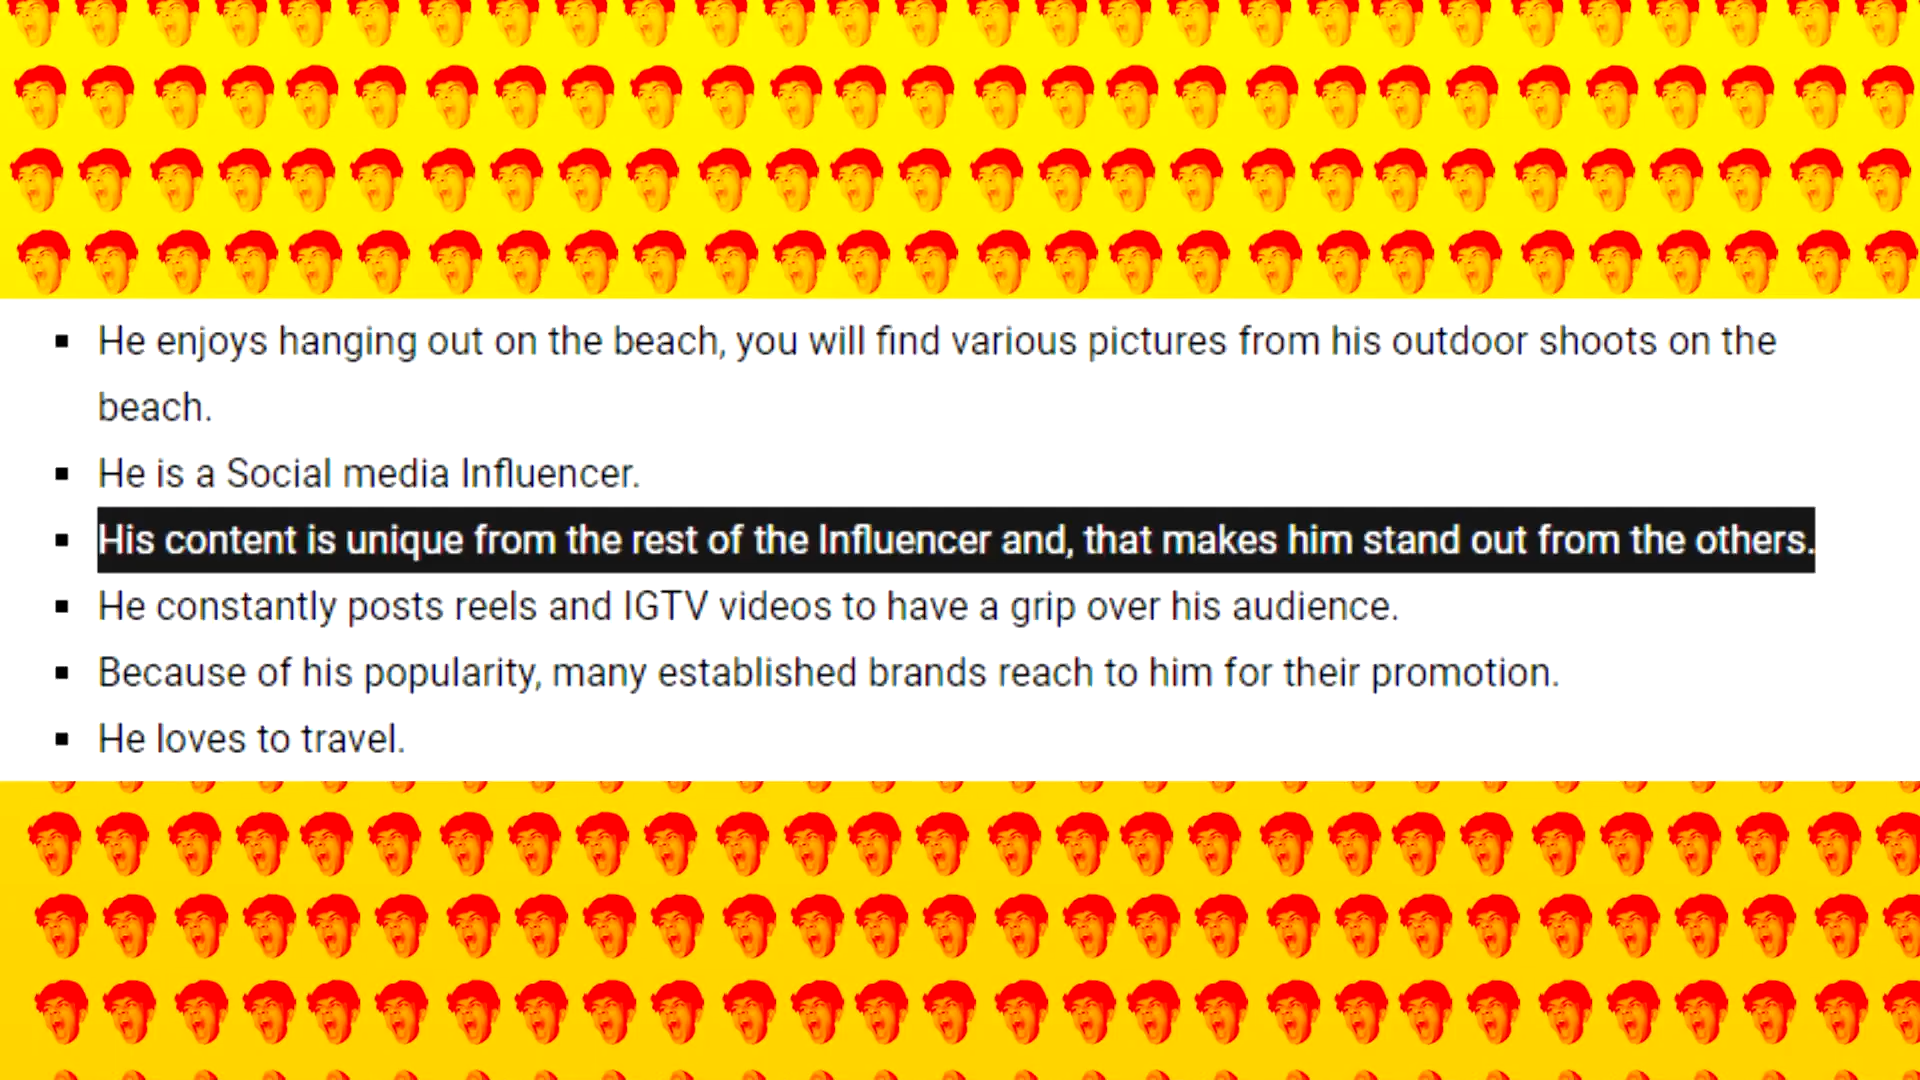 He enjoys hanging out on the beach, you will find various pictures from his outdoor shoots on the
beach.
He is a Social media Influencer.
His content is unique from the rest of the Influencer and, that makes him stand out from the others.
He constantly posts reels and IGTV videos to have a grip over his audience.
Because of his popularity, many established brands reach to him for their promotion.
He loves to travel.